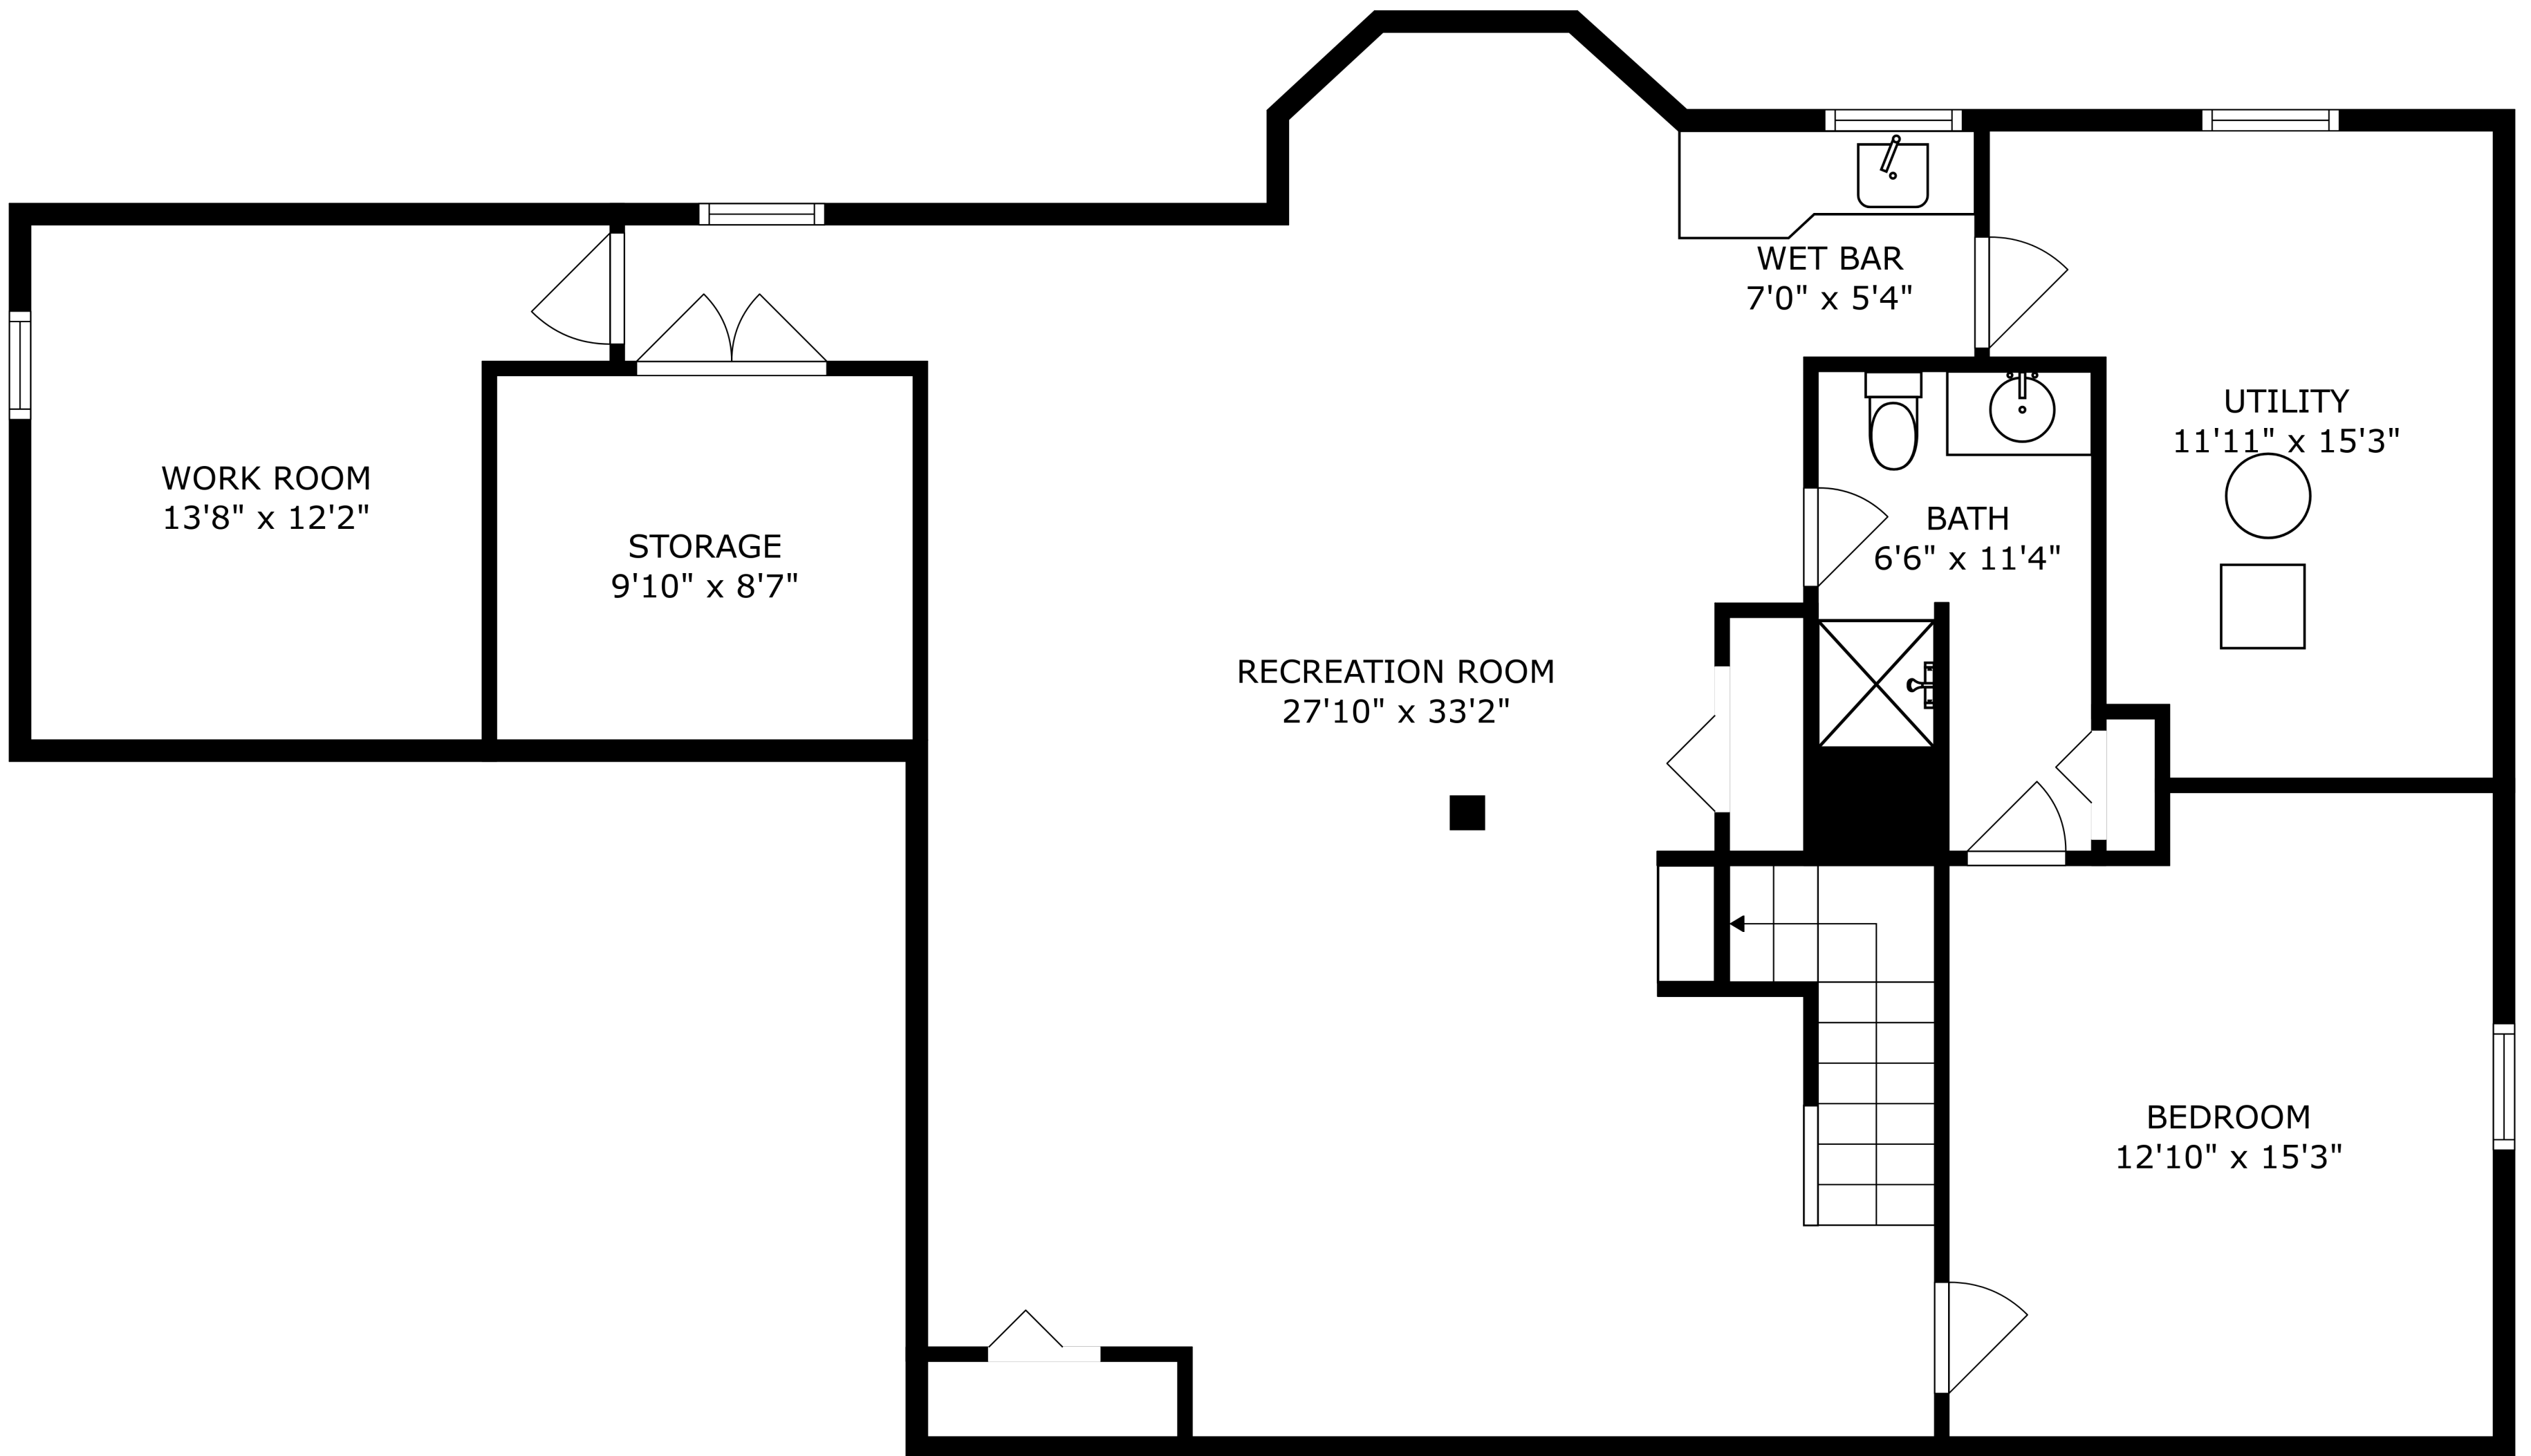 WET BAR
7'0" x 5'4"
UTILITY
11'11" x 15'3"
WORK ROOM
13'8" x 12'2"
STORAGE
9'10" x 8'7"
BATH
6'6" x 11'4"
RECREATION ROOM
27'10" x 33'2"
BEDROOM
12'10" x 15'3"